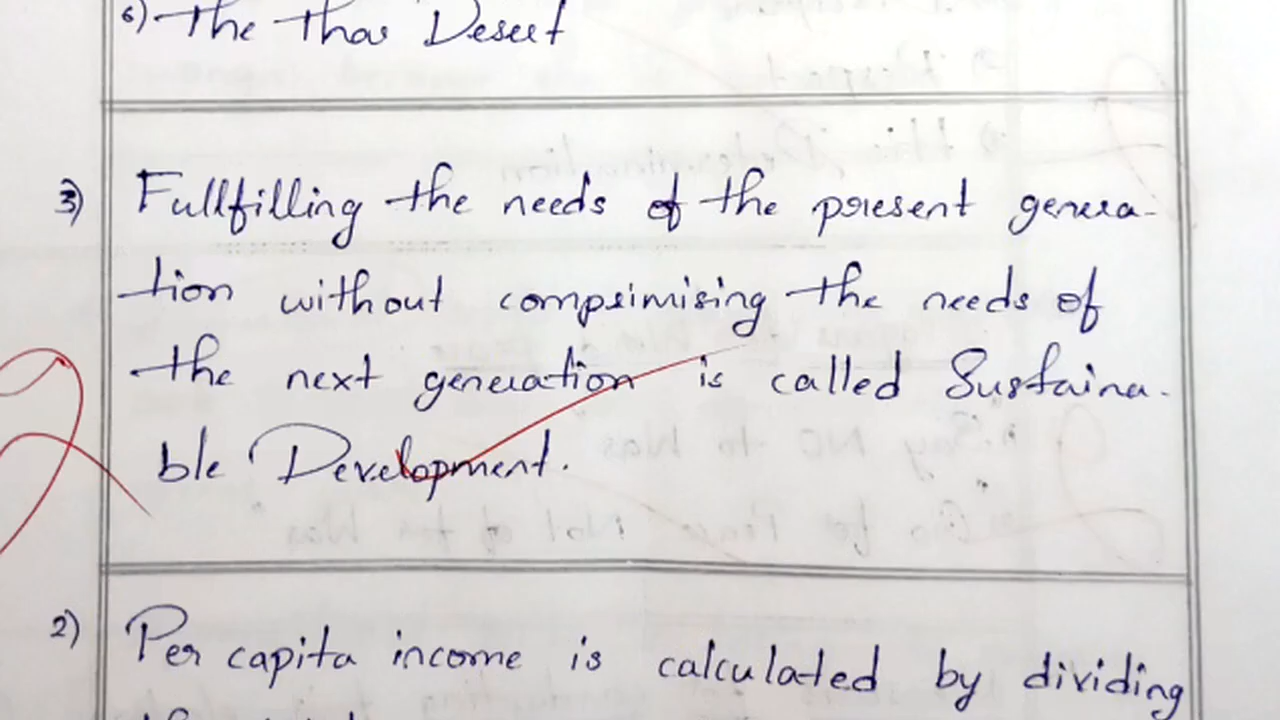 6) The Thar Desert
3) Fullfilling the needs of the present genera-
tion without comprimising the needs of
the next generation is called Sustaina-
ble Development.
2) Per capita income is calculated by dividing